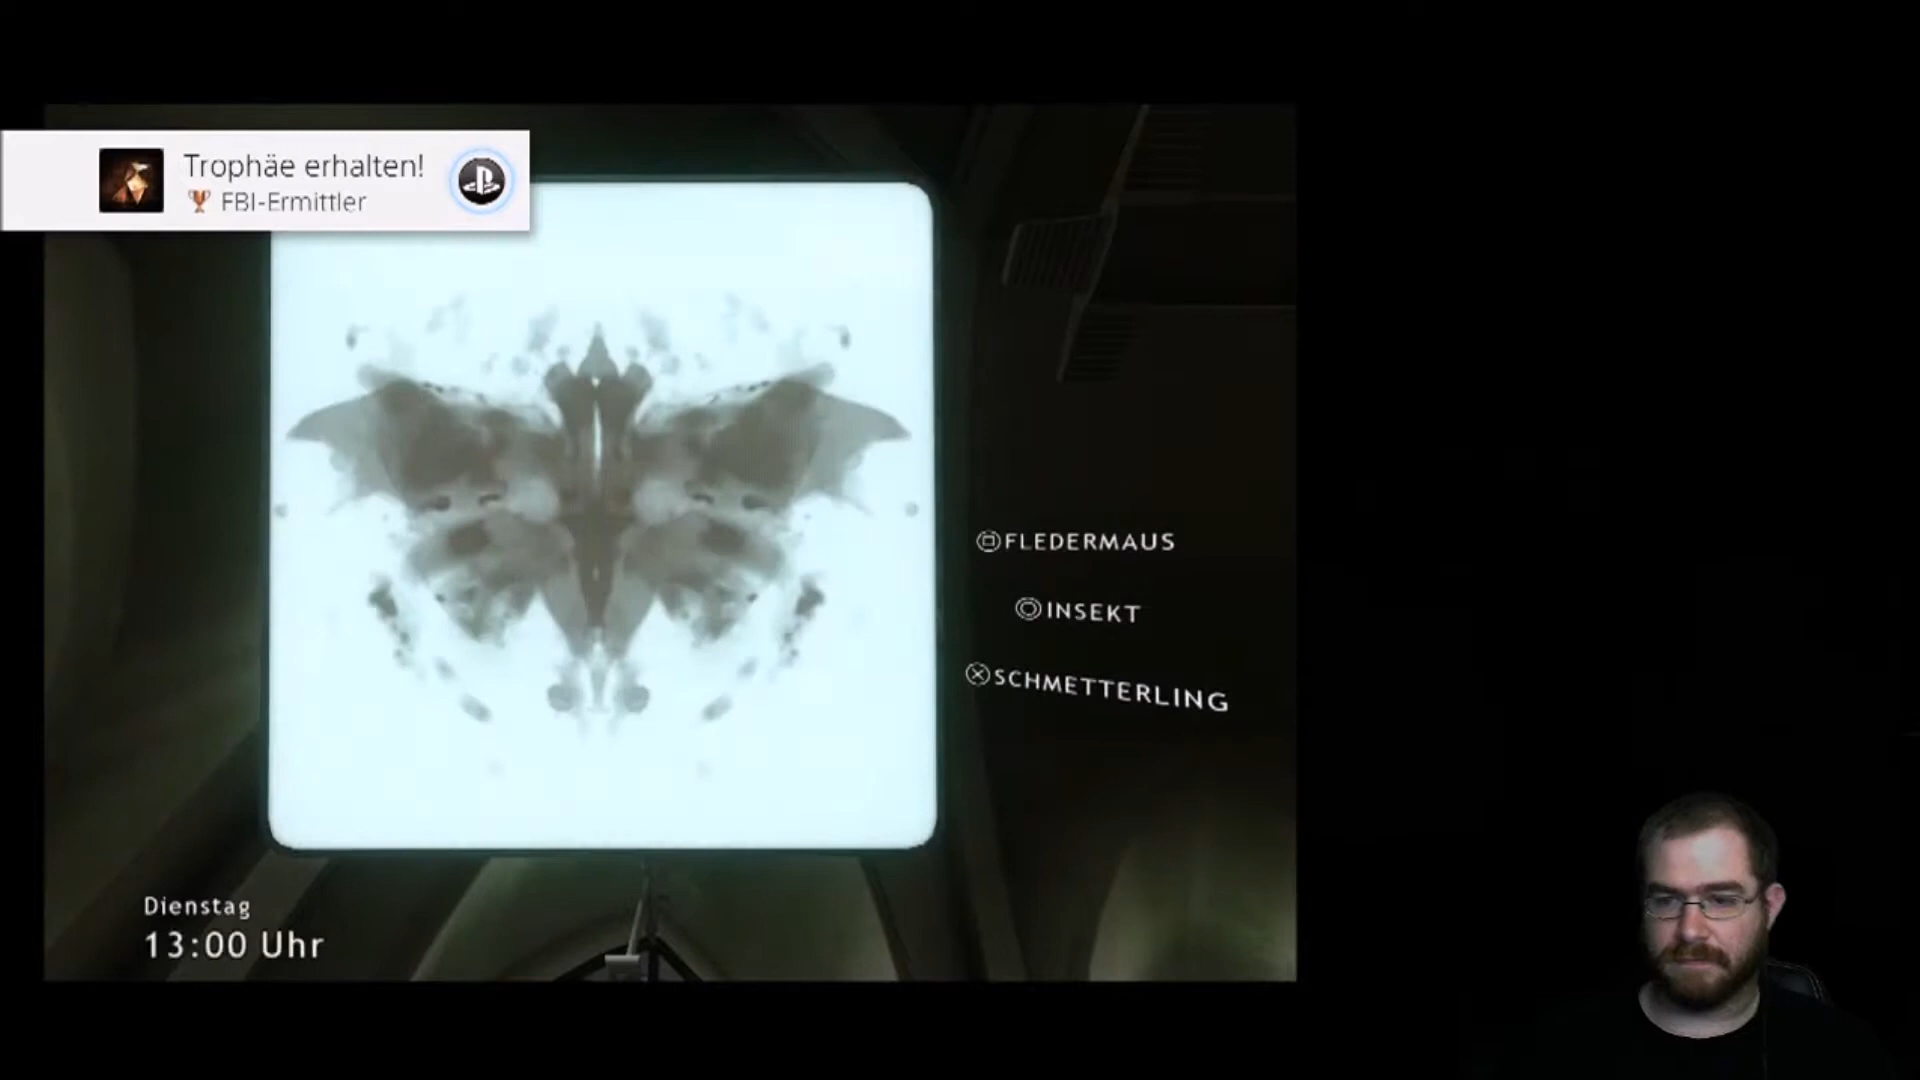 Trophäe erhalten!
FBI-Ermittler
FLEDERMAUS
INSEKT
SCHMETTERLING
Dienstag
13:00 Uhr